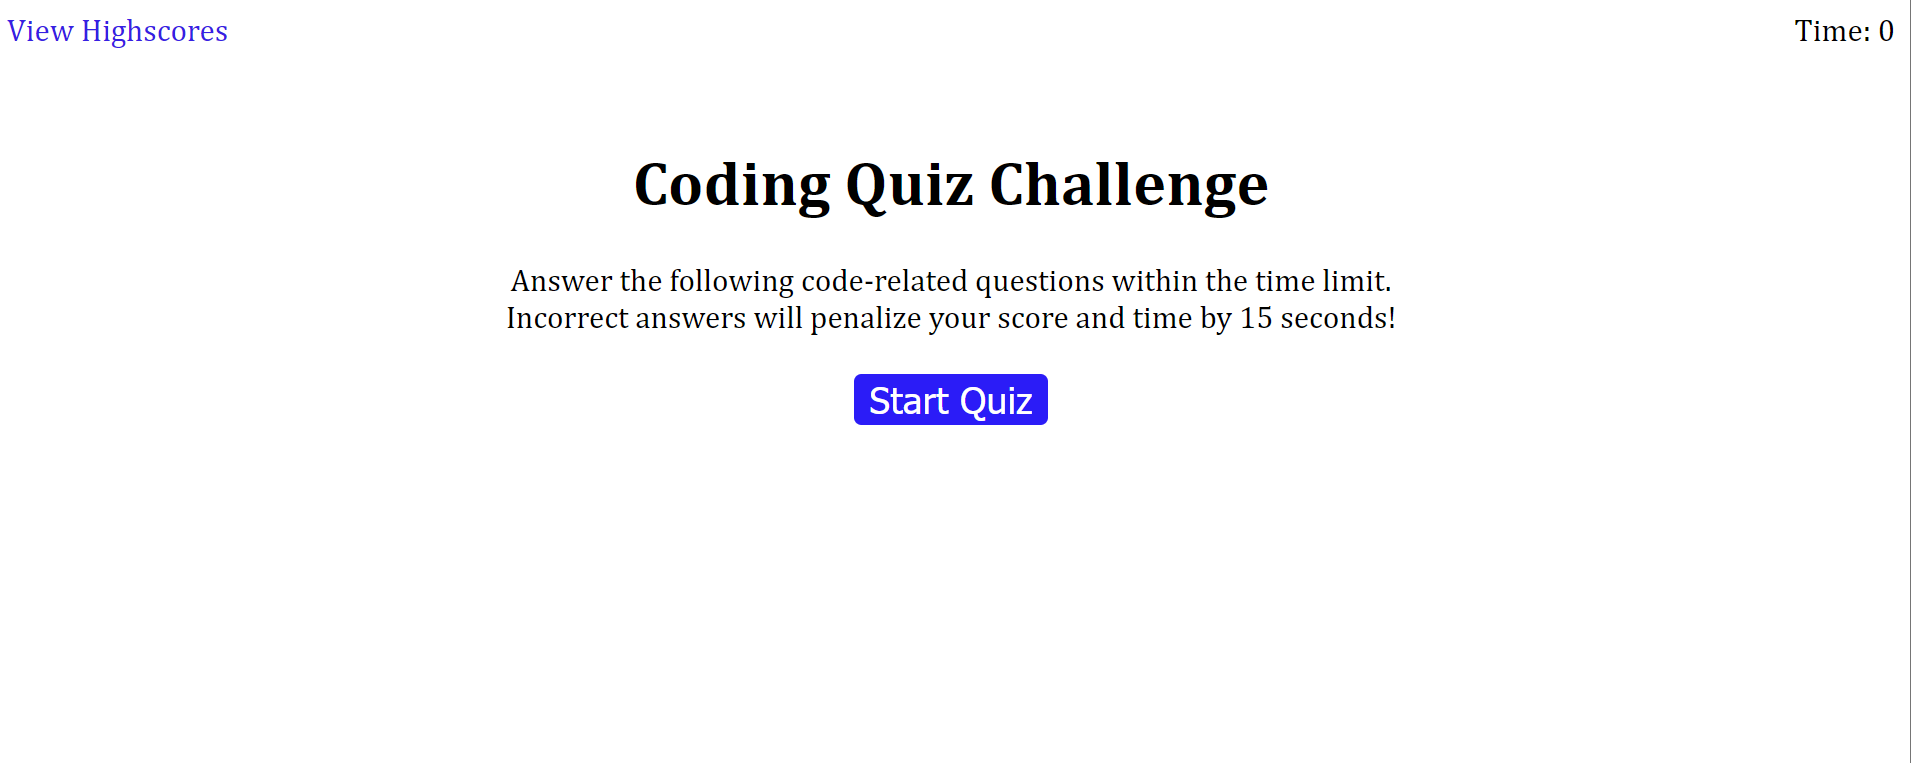 View Highscores
Time: 0
Coding Quiz Challenge
Answer the following code-related questions within the time limit.
Incorrect answers will penalize your score and time by 15 seconds!
Start Quiz